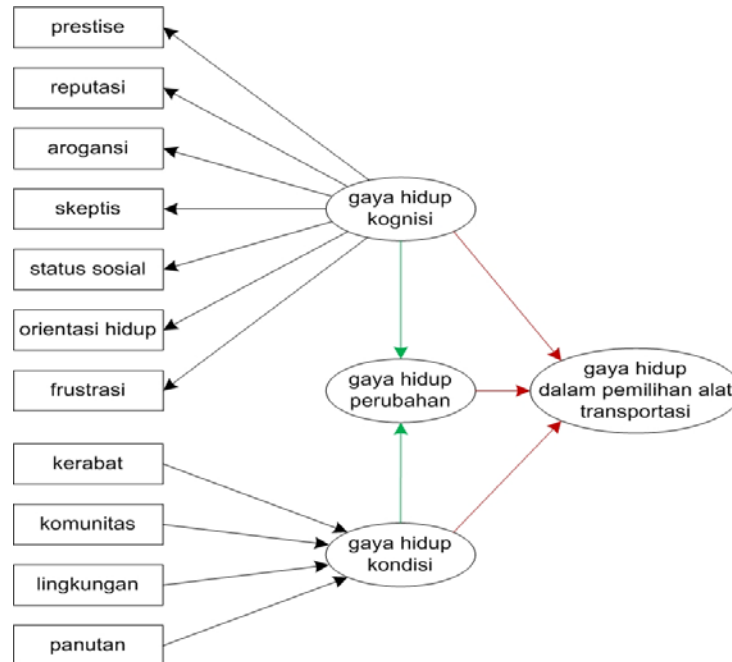 prestise
reputasi
arogansi
skeptis
status sosial
orientasi hidup
frustrasi
kerabat
komunitas
lingkungan
panutan
gaya hidup
kognisi
gaya hidup
perubahan
gaya hidup
kondisi
gaya hidup
dalam pemilihan alat
transportasi